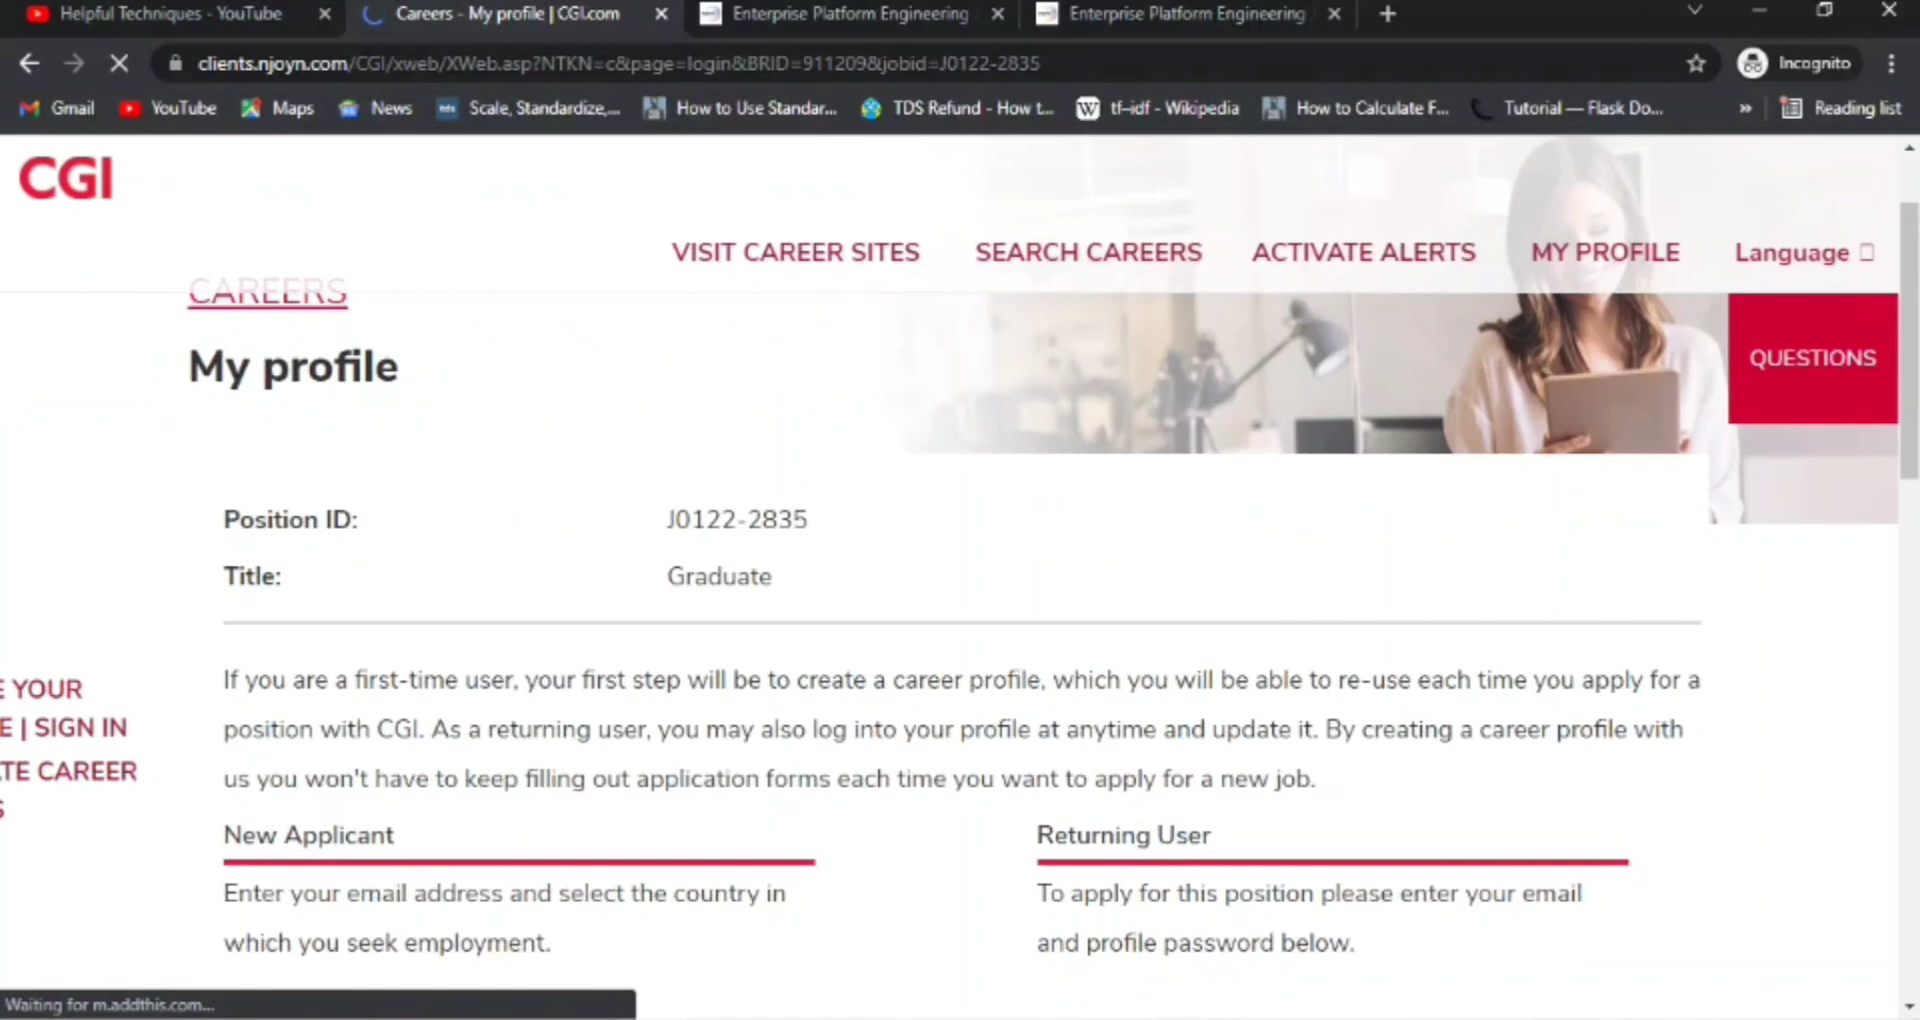 Helpful Techniques - YouTube
Careers - My profile | CGI.com
Enterprise Platform Engineering
Enterprise Platform Engineering
clients.njoyn.com/CGI/xweb/XWeb.asp?NTKN=c&page=login&BRID=911209&jobid=J0122-2835
Incognito
Gmail
YouTube
Maps
News
Scale, Standardize,...
How to Use Standar...
TDS Refund - How t...
tf-idf - Wikipedia
How to Calculate F...
Tutorial — Flask Do...
»
Reading list
CGI
VISIT CAREER SITES
SEARCH CAREERS
ACTIVATE ALERTS
MY PROFILE
Language
CAREERS
My profile
QUESTIONS
Position ID: J0122-2835
Title: Graduate
If you are a first-time user, your first step will be to create a career profile, which you will be able to re-use each time you apply for a
position with CGI. As a returning user, you may also log into your profile at anytime and update it. By creating a career profile with
us you won't have to keep filling out application forms each time you want to apply for a new job.
E YOUR
E | SIGN IN
TE CAREER
S
New Applicant
Enter your email address and select the country in
which you seek employment.
Returning User
To apply for this position please enter your email
and profile password below.
Waiting for m.addthis.com...